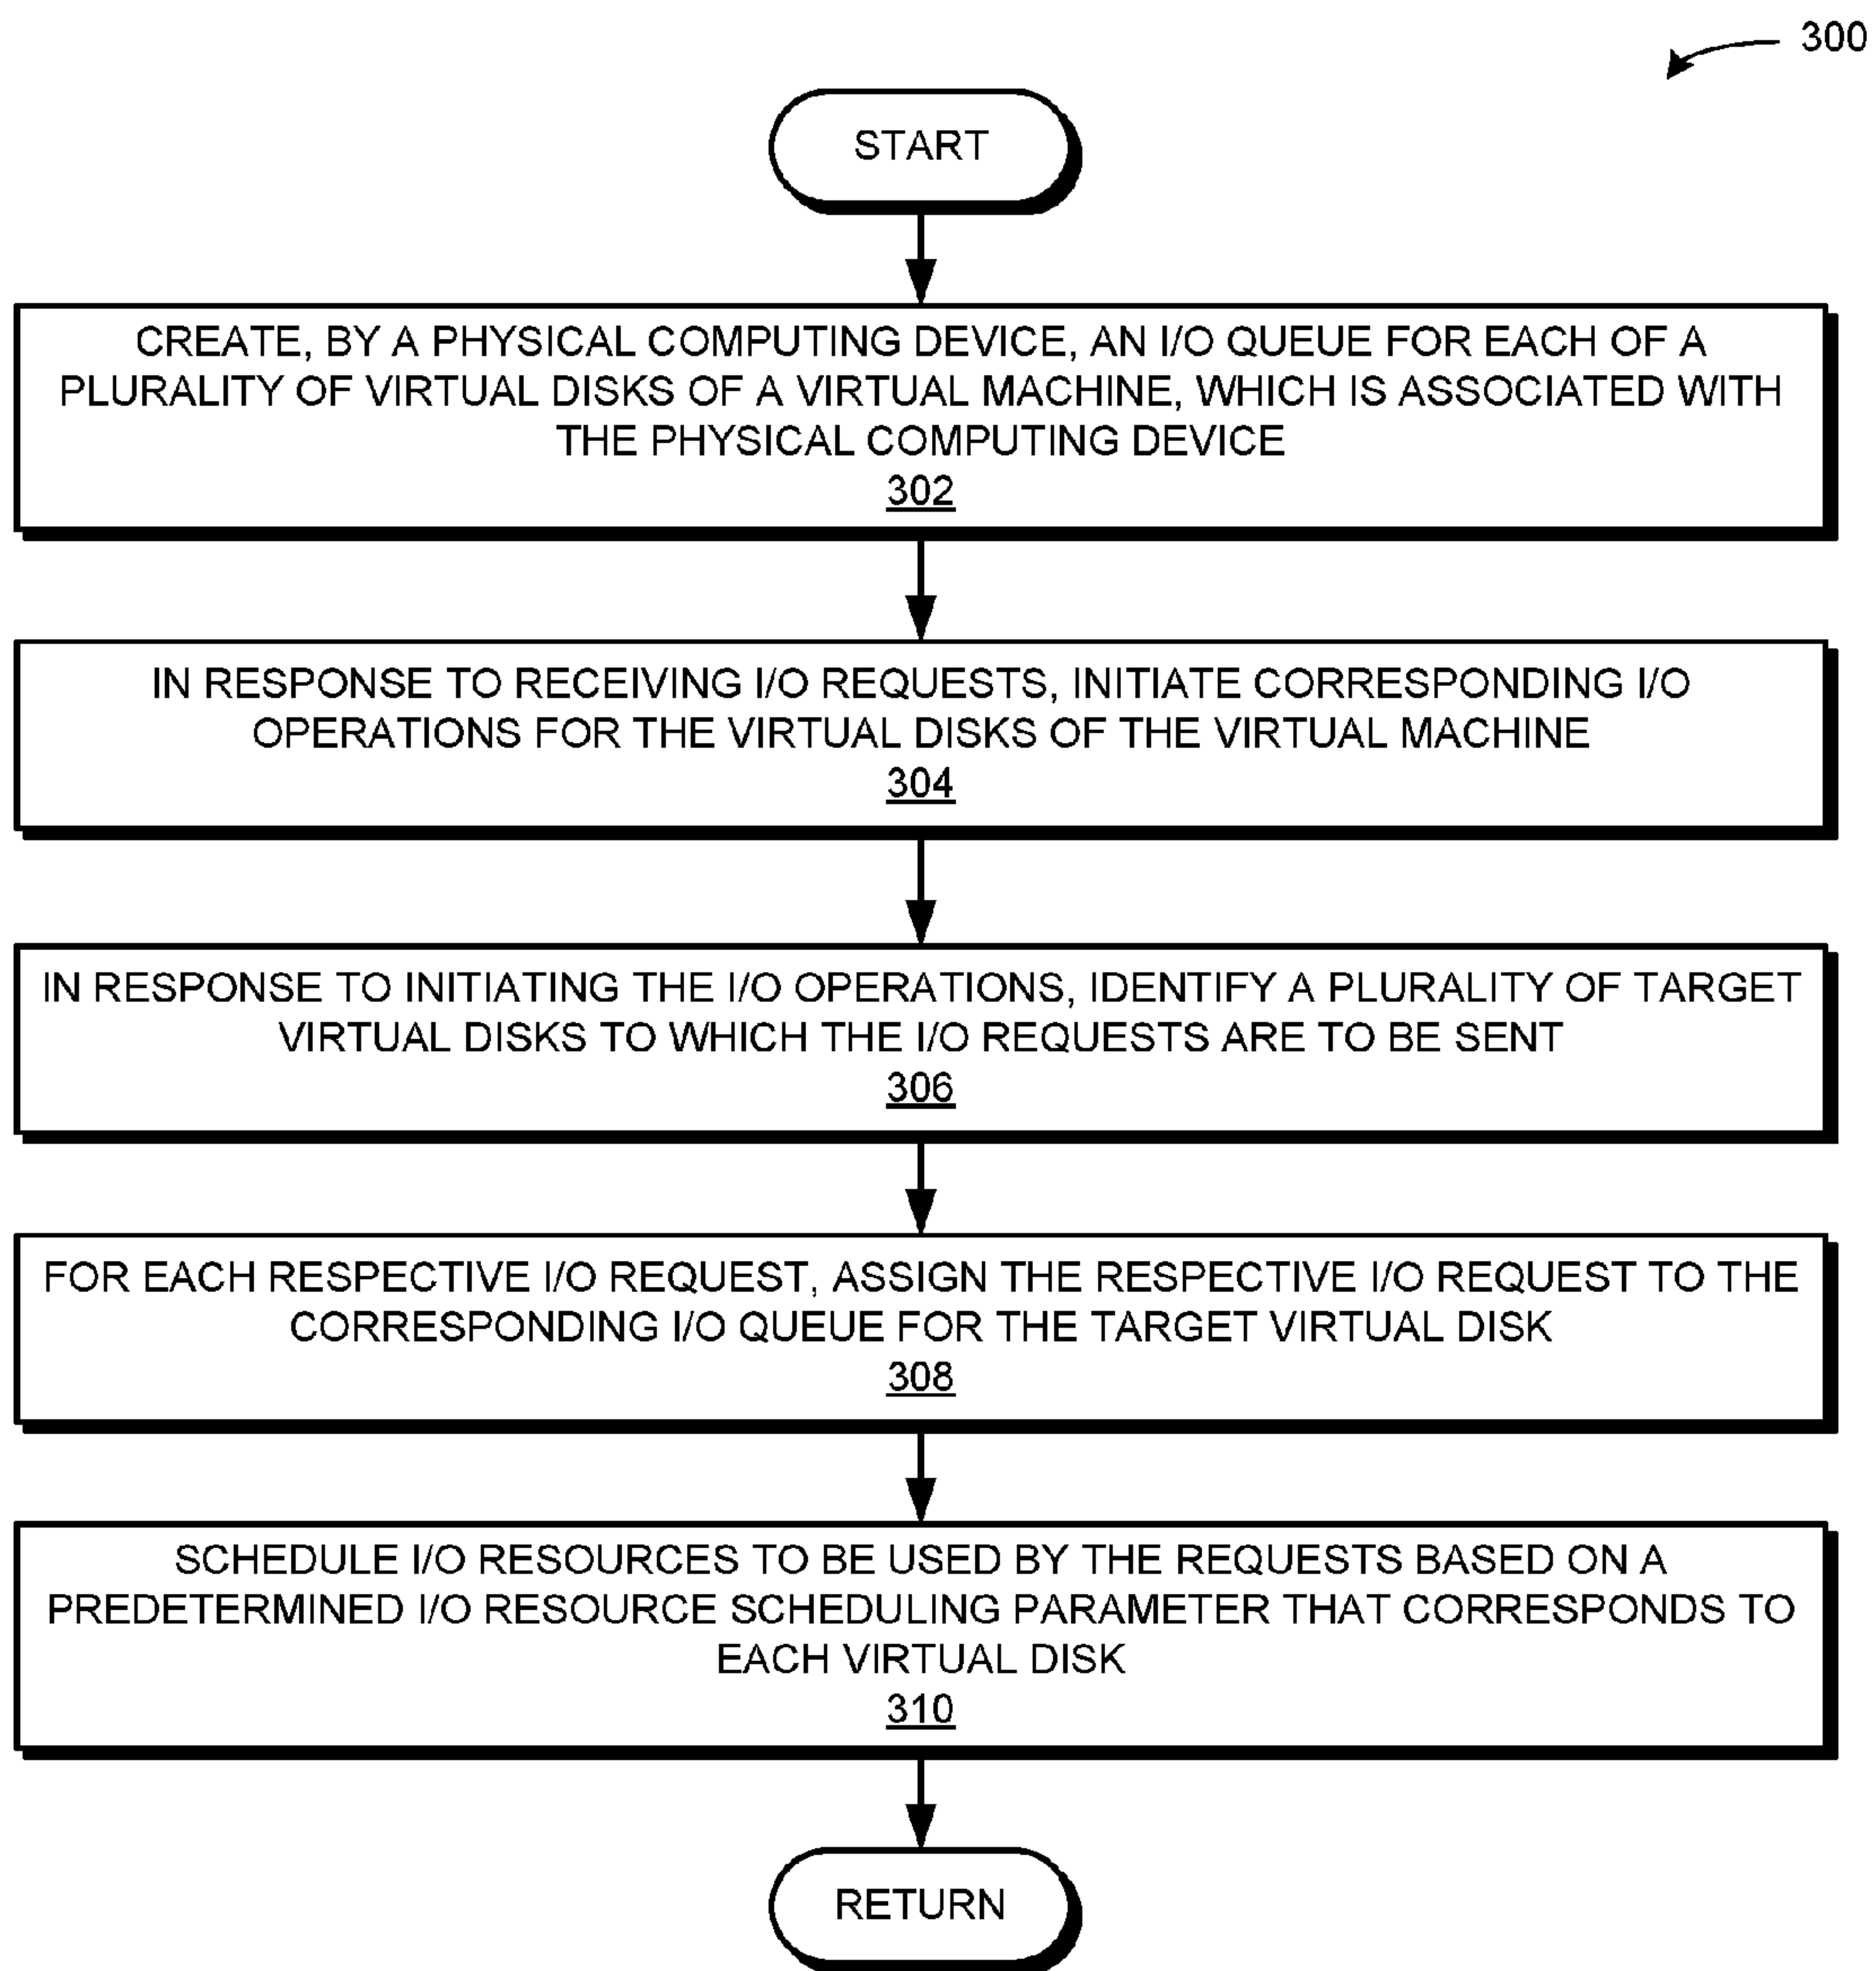 300
START
CREATE, BY A PHYSICAL COMPUTING DEVICE, AN I/O QUEUE FOR EACH OF A
PLURALITY OF VIRTUAL DISKS OF A VIRTUAL MACHINE, WHICH IS ASSOCIATED WITH
THE PHYSICAL COMPUTING DEVICE
302
IN RESPONSE TO RECEIVING I/O REQUESTS, INITIATE CORRESPONDING I/O
OPERATIONS FOR THE VIRTUAL DISKS OF THE VIRTUAL MACHINE
304
IN RESPONSE TO INITIATING THE I/O OPERATIONS, IDENTIFY A PLURALITY OF TARGET
VIRTUAL DISKS TO WHICH THE I/O REQUESTS ARE TO BE SENT
306
FOR EACH RESPECTIVE I/O REQUEST, ASSIGN THE RESPECTIVE I/O REQUEST TO THE
CORRESPONDING I/O QUEUE FOR THE TARGET VIRTUAL DISK
308
SCHEDULE I/O RESOURCES TO BE USED BY THE REQUESTS BASED ON A
PREDETERMINED I/O RESOURCE SCHEDULING PARAMETER THAT CORRESPONDS TO
EACH VIRTUAL DISK
310
RETURN